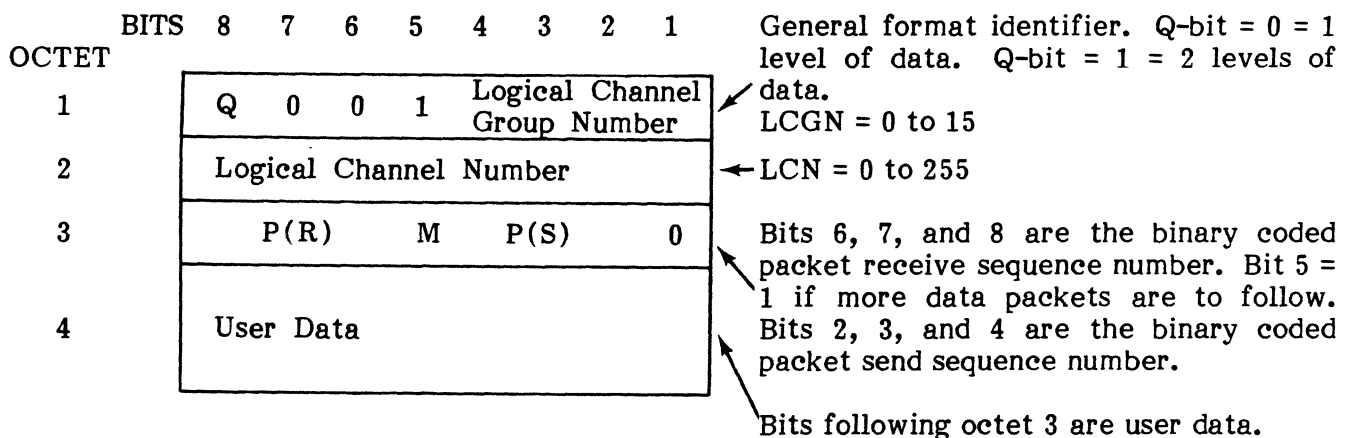 BITS 8 7 6 5 4 3 2 1
OCTET
1 Q 0 0 1 Logical Channel
Group Number
2 Logical Channel Number
3 P(R) M P(S) 0
4 User Data
General format identifier. Q-bit = 0 = 1
level of data. Q-bit = 1 = 2 levels of
data.
LCGN = 0 to 15
LCN = 0 to 255
Bits 6, 7, and 8 are the binary coded
packet receive sequence number. Bit 5 =
1 if more data packets are to follow.
Bits 2, 3, and 4 are the binary coded
packet send sequence number.
Bits following octet 3 are user data.